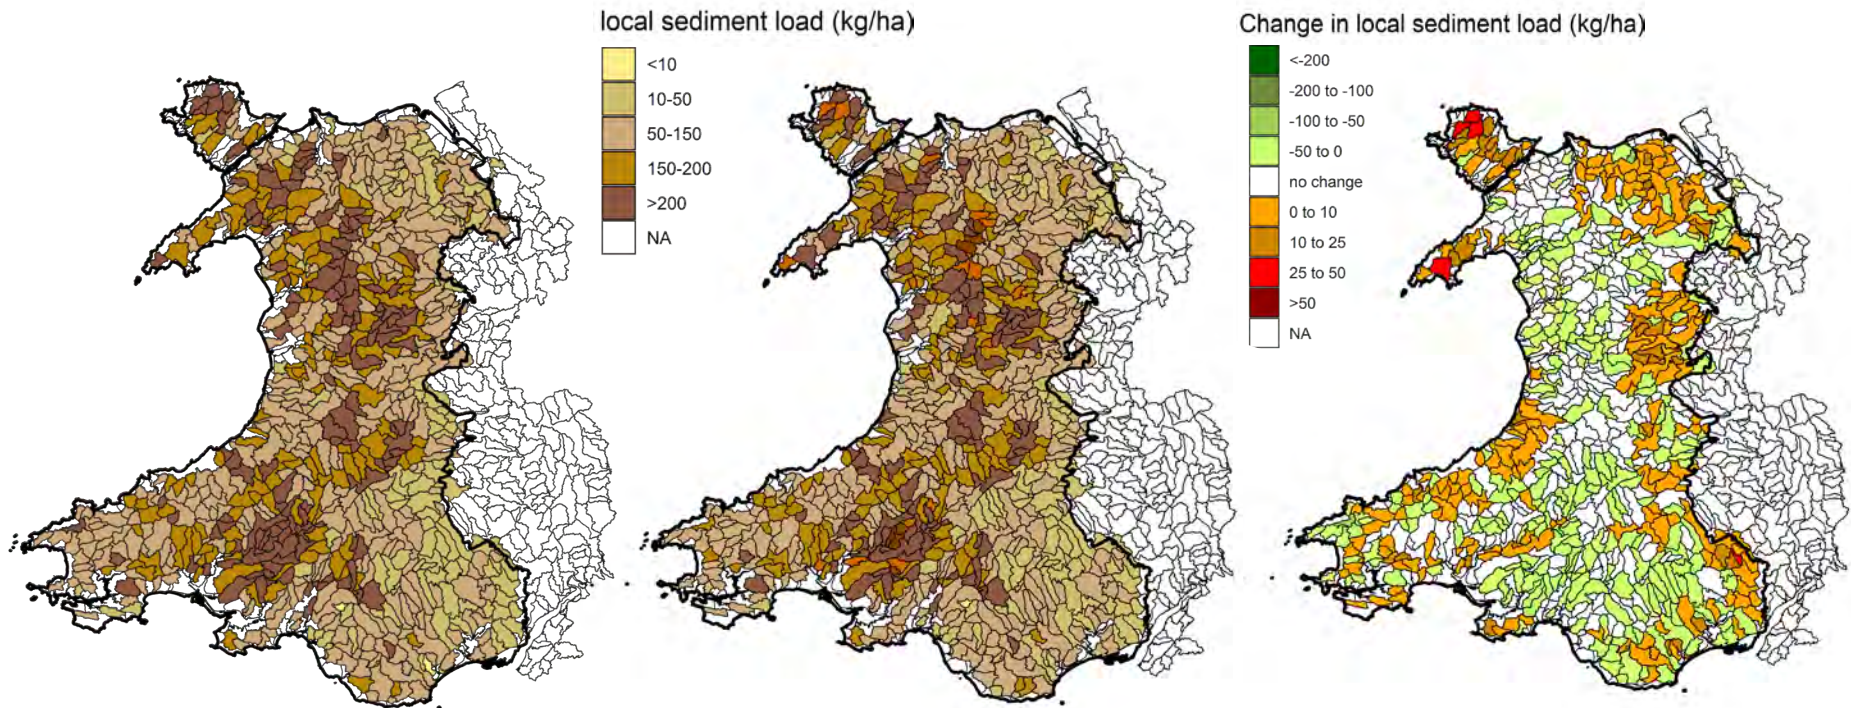 local sediment load (kg/ha)
<10
10-50
50-150
150-200
>200
NA
Change in local sediment load (kg/ha)
<-200
-200 to -100
-100 to -50
-50 to 0
no change
0 to 10
10 to 25
25 to 50
>50
NA